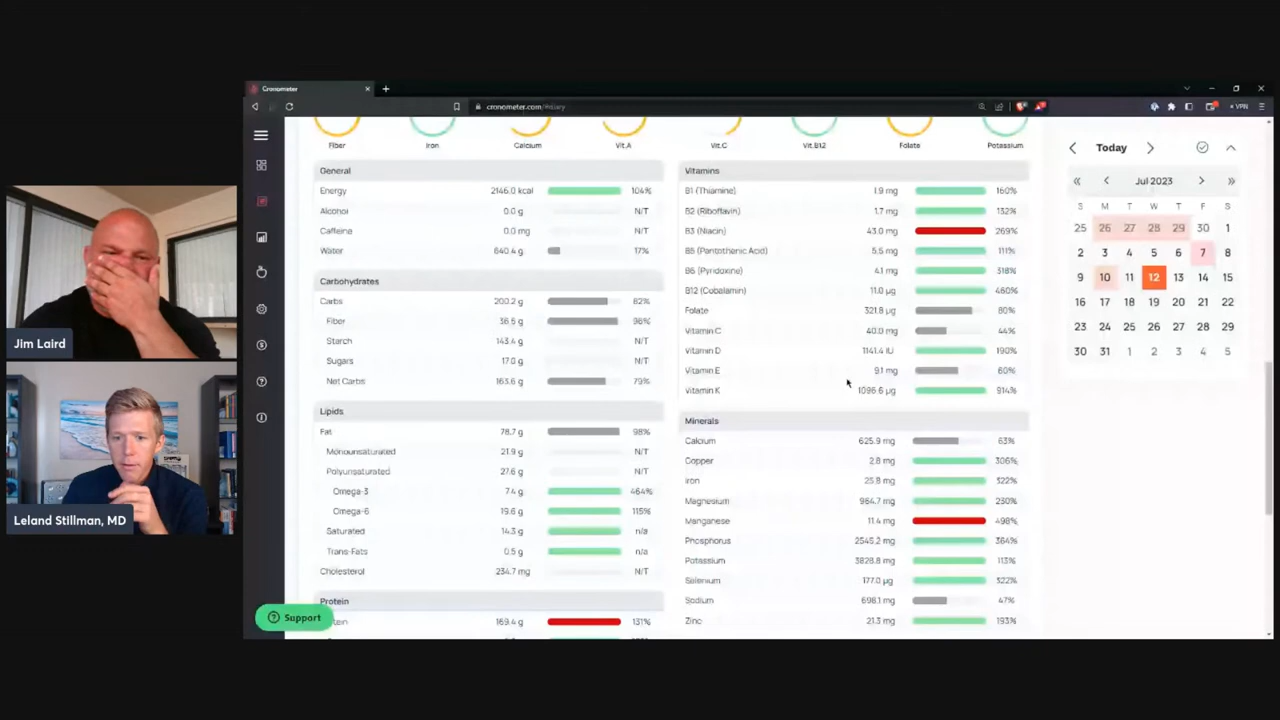 Cronometer
cronometer.com/#diary
VPN
Fiber Iron Calcium Vit.A Vit.C Vit.B12 Folate Potassium
General
Energy 2146.0 kcal 104%
Alcohol 0.0 g N/T
Caffeine 0.0 mg N/T
Water 640.4 g 17%
Carbohydrates
Carbs 200.2 g 82%
Fiber 36.5 g 96%
Starch 143.4 g N/T
Sugars 17.0 g N/T
Net Carbs 163.6 g 79%
Lipids
Fat 78.7 g 98%
Monounsaturated 21.9 g N/T
Polyunsaturated 27.6 g N/T
Omega-3 7.4 g 464%
Omega-6 19.6 g 115%
Saturated 14.3 g n/a
Trans-Fats 0.5 g n/a
Cholesterol 234.7 mg N/T
Protein
tein 169.4 g 131%
Support
Vitamins
B1 (Thiamine) 1.9 mg 160%
B2 (Riboflavin) 1.7 mg 132%
B3 (Niacin) 43.0 mg 269%
B5 (Pantothenic Acid) 5.5 mg 111%
B6 (Pyridoxine) 4.1 mg 318%
B12 (Cobalamin) 11.0 µg 460%
Folate 321.8 µg 80%
Vitamin C 40.0 mg 44%
Vitamin D 1141.4 IU 190%
Vitamin E 9.1 mg 60%
Vitamin K 1096.6 µg 914%
Minerals
Calcium 625.9 mg 63%
Copper 2.8 mg 306%
Iron 25.8 mg 322%
Magnesium 964.7 mg 230%
Manganese 11.4 mg 498%
Phosphorus 2545.2 mg 364%
Potassium 3828.8 mg 113%
Selenium 177.0 µg 322%
Sodium 698.1 mg 47%
Zinc 21.3 mg 193%
Today
Jul 2023
S M T W T F S
25 26 27 28 29 30 1
2 3 4 5 6 7 8
9 10 11 12 13 14 15
16 17 18 19 20 21 22
23 24 25 26 27 28 29
30 31 1 2 3 4 5
Jim Laird
Leland Stillman, MD